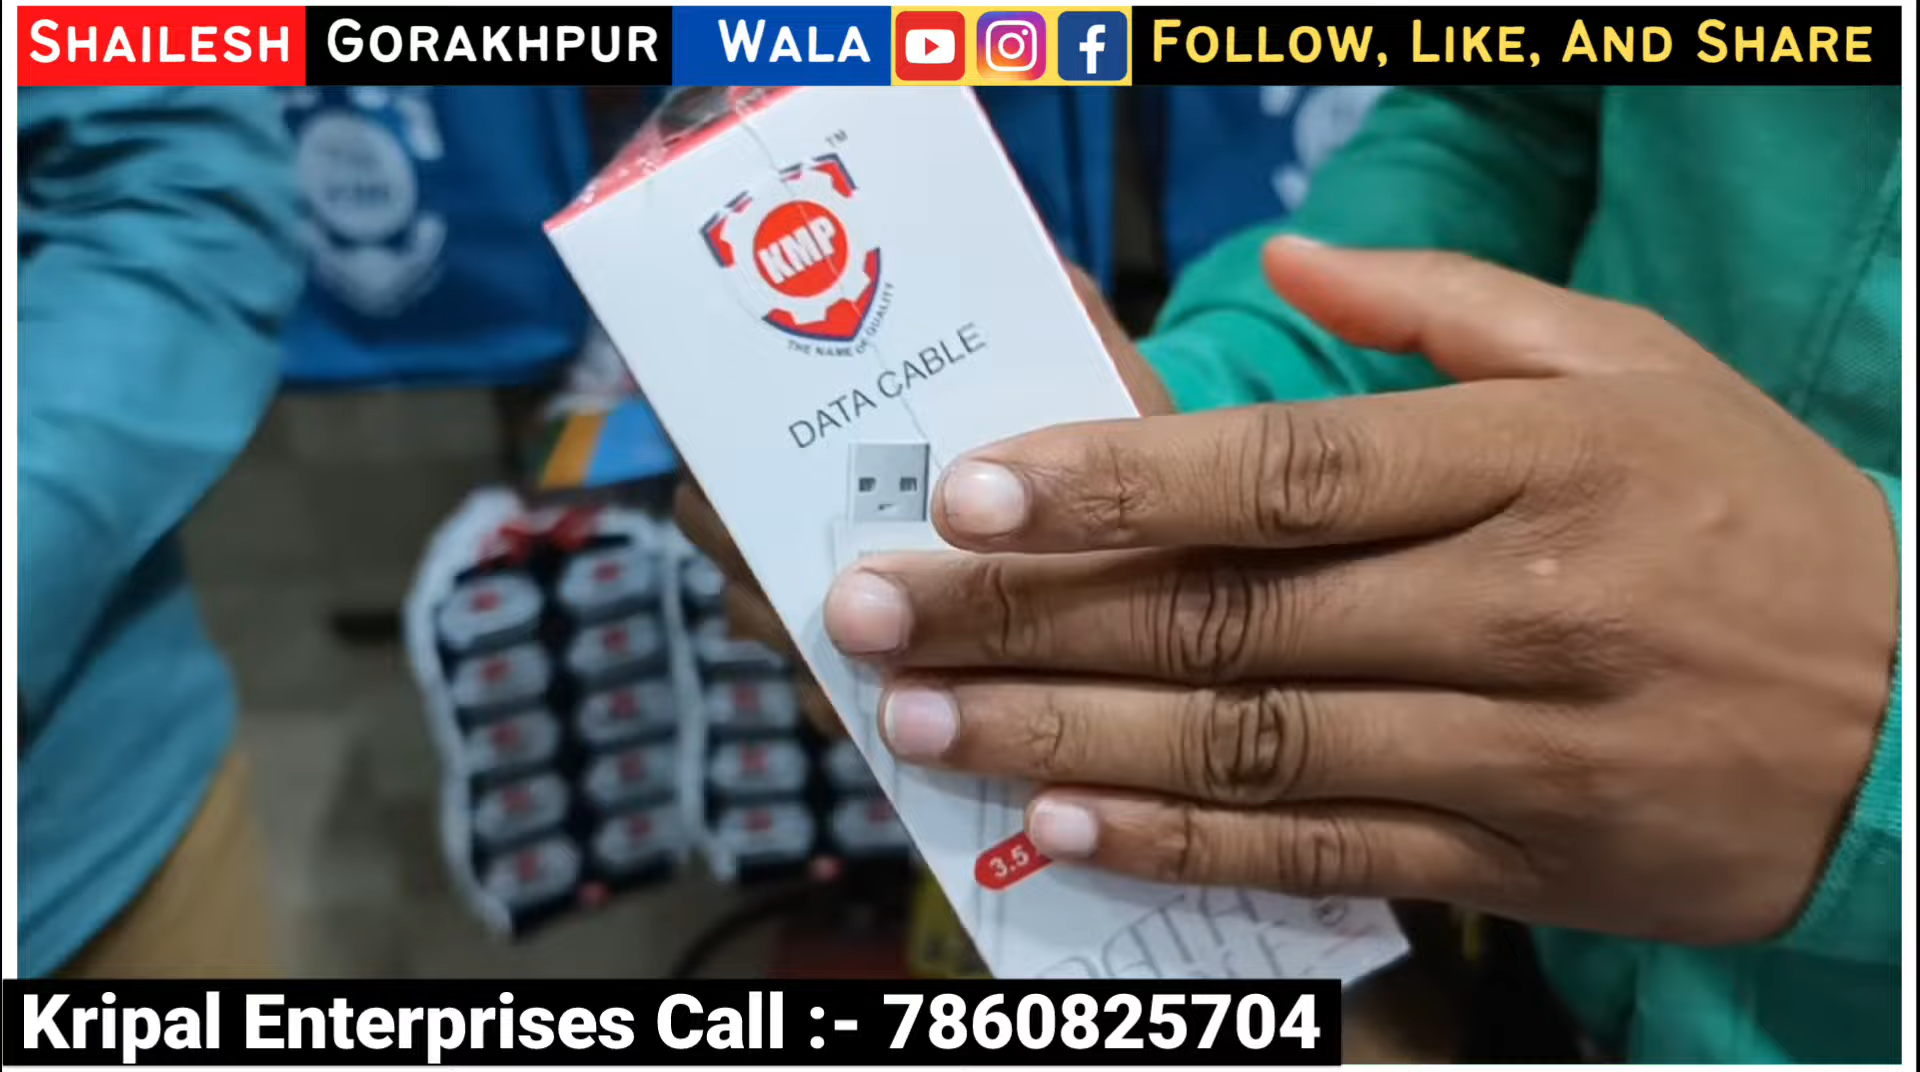 SHAILESH GORAKHPUR WALA FOLLOW, LIKE, AND SHARE
TM
KMP
THE NAME OF QUALITY
DATA CABLE
3.5
DATA
Kripal Enterprises Call :- 7860825704